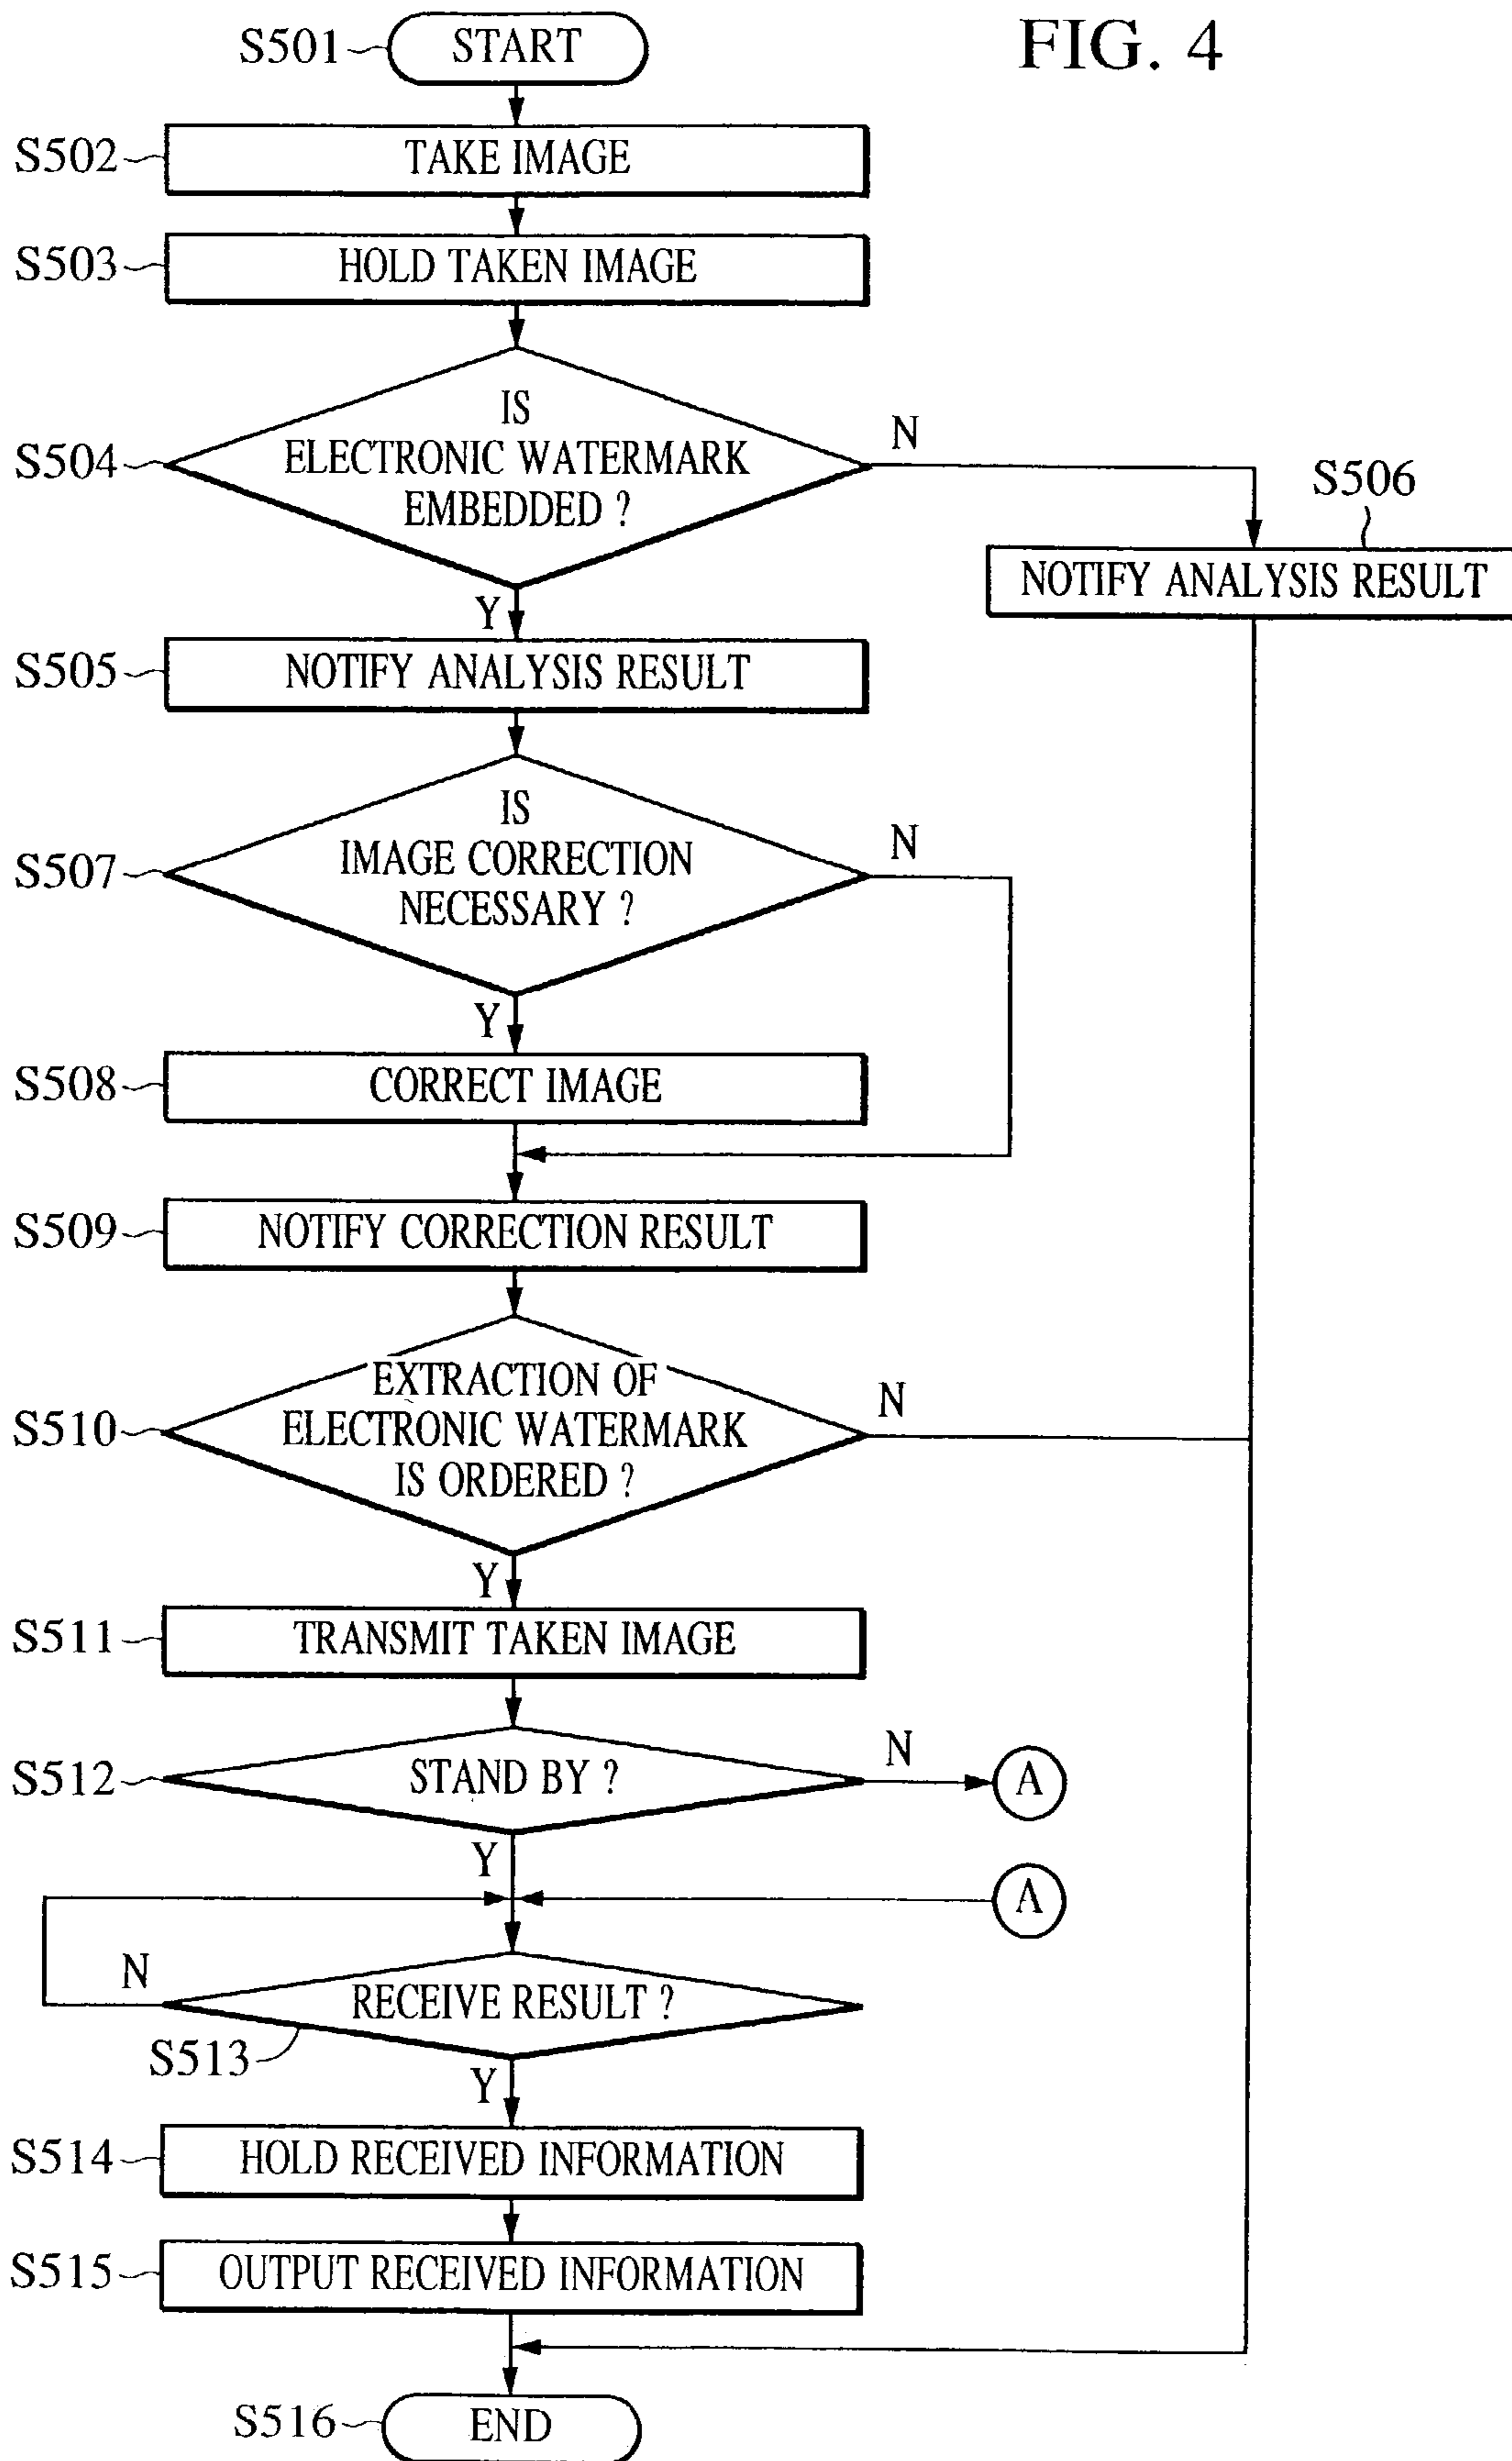 FIG. 4
S501
START
S502
TAKE IMAGE
S503
HOLD TAKEN IMAGE
S504
IS
ELECTRONIC WATERMARK
EMBEDDED ?
N
Y
S506
NOTIFY ANALYSIS RESULT
S505
NOTIFY ANALYSIS RESULT
S507
IS
IMAGE CORRECTION
NECESSARY ?
N
Y
S508
CORRECT IMAGE
S509
NOTIFY CORRECTION RESULT
S510
EXTRACTION OF
ELECTRONIC WATERMARK
IS ORDERED ?
N
Y
S511
TRANSMIT TAKEN IMAGE
S512
STAND BY ?
N
A
Y
A
N
RECEIVE RESULT ?
S513
Y
S514
HOLD RECEIVED INFORMATION
S515
OUTPUT RECEIVED INFORMATION
S516
END